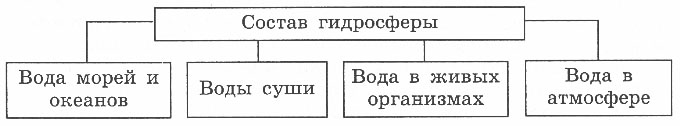 Состав гидросферы
Вода морей и
океанов
Воды суши
Вода в живых
организмах
Вода в
атмосфере